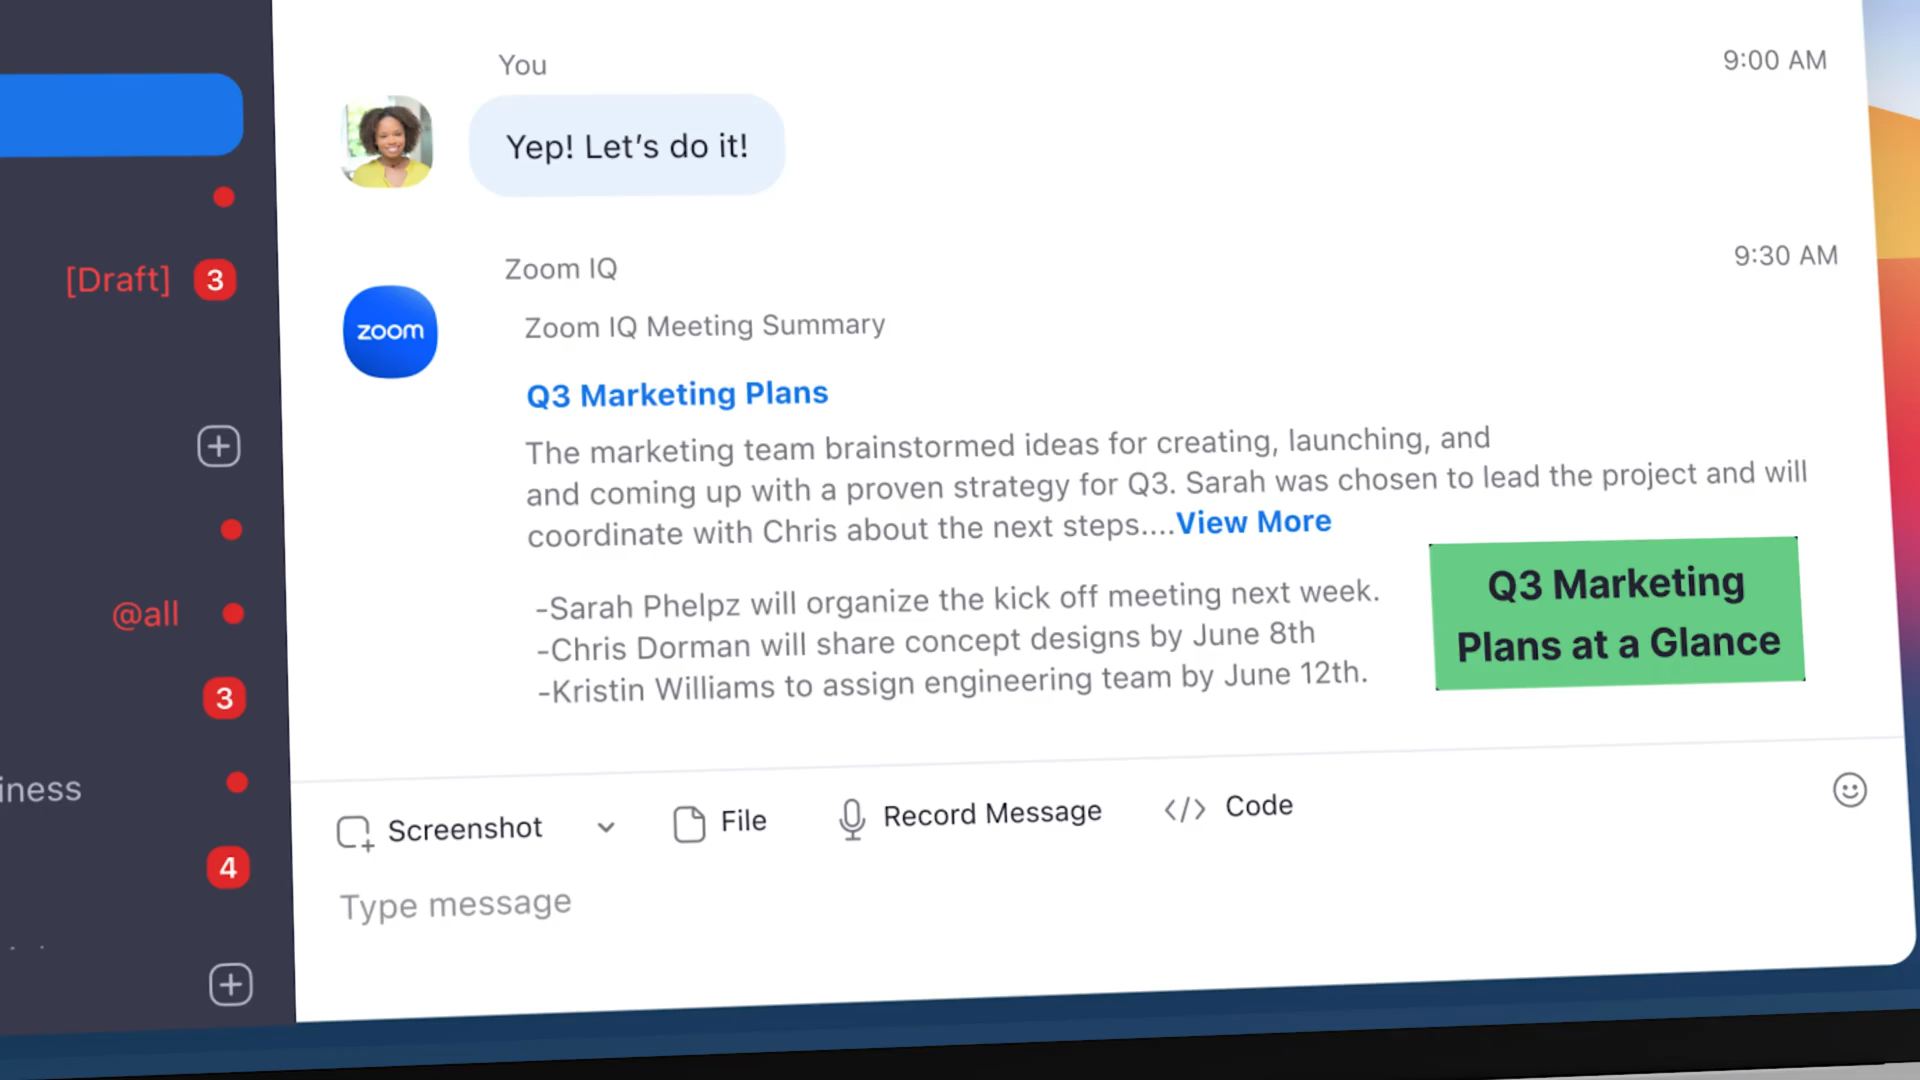 You
9:00 AM
Yep! Let's do it!
[Draft] 3
Zoom IQ
9:30 AM
zoom
Zoom IQ Meeting Summary
Q3 Marketing Plans
The marketing team brainstormed ideas for creating, launching, and
and coming up with a proven strategy for Q3. Sarah was chosen to lead the project and will
coordinate with Chris about the next steps....View More
-Sarah Phelpz will organize the kick off meeting next week.
-Chris Dorman will share concept designs by June 8th
-Kristin Williams to assign engineering team by June 12th.
Q3 Marketing
Plans at a Glance
@all
3
iness
4
Screenshot
File
Record Message
</> Code
Type message